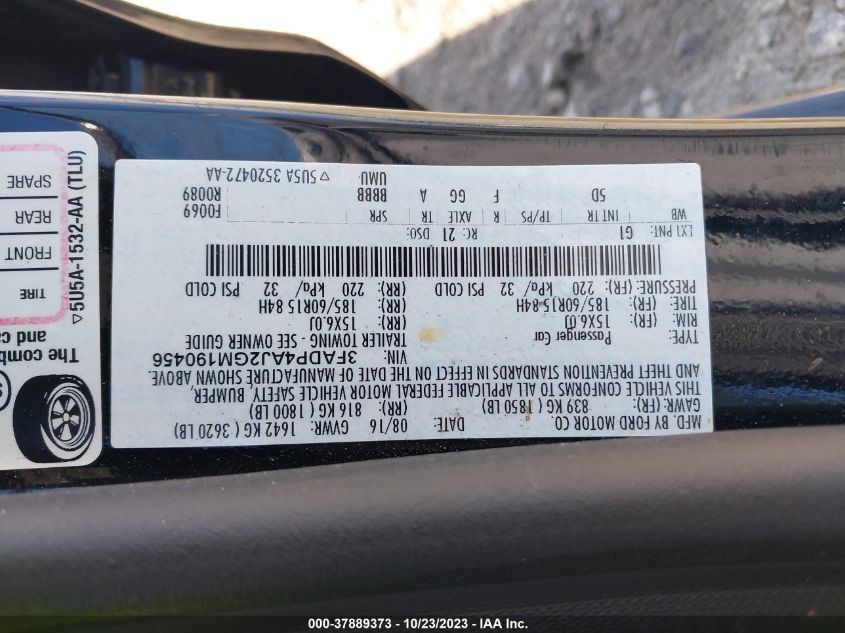 MFD. BY FORD MOTOR CO.
DATE: 08/16 GVWR: 1642 KG ( 3620 LB)
GAWR: (FR): 839 KG ( 1850 LB) (RR): 816 KG ( 1800 LB)
THIS VEHICLE CONFORMS TO ALL APPLICABLE FEDERAL MOTOR VEHICLE SAFETY, BUMPER,
AND THEFT PREVENTION STANDARDS IN EFFECT ON THE DATE OF MANUFACTURE SHOWN ABOVE.
VIN: 3FADP4AJ2GM190456
TYPE: Passenger Car TRAILER TOWING - SEE OWNER GUIDE
RIM: (FR): 15X6.0J (RR): 15X6.0J
TIRE: (FR): 185/60R15 84H (RR): 185/60R15 84H
PRESSURE: (FR): 220 kPa/ 32 PSI COLD (RR): 220 kPa/ 32 PSI COLD
EXT PNT: G1 RC: 21 DSO:
WB INT TR TP/PS R AXLE TR SPR F0069
5D F GG A BBBB R0089
UMU
▽5U5A 3520472-AA
The comb
and ca
TIRE
FRONT
REAR
SPARE
▽5U5A-1532-AA (TLU)
000-37889373 | 10/23/2023 - IAA Inc.